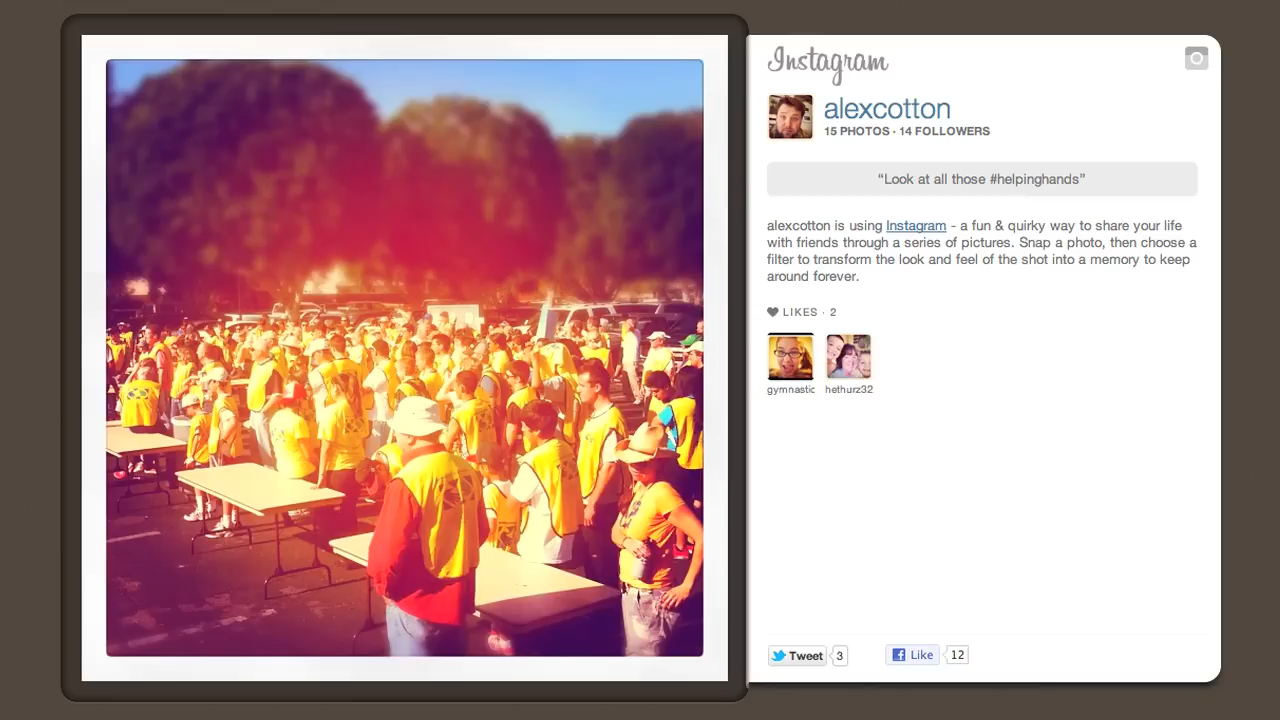 Instagram
alexcotton
15 PHOTOS · 14 FOLLOWERS
“Look at all those #helpinghands”
alexcotton is using Instagram - a fun & quirky way to share your life
with friends through a series of pictures. Snap a photo, then choose a
filter to transform the look and feel of the shot into a memory to keep
around forever.
LIKES · 2
gymnastic hethurz32
Tweet 3 Like 12